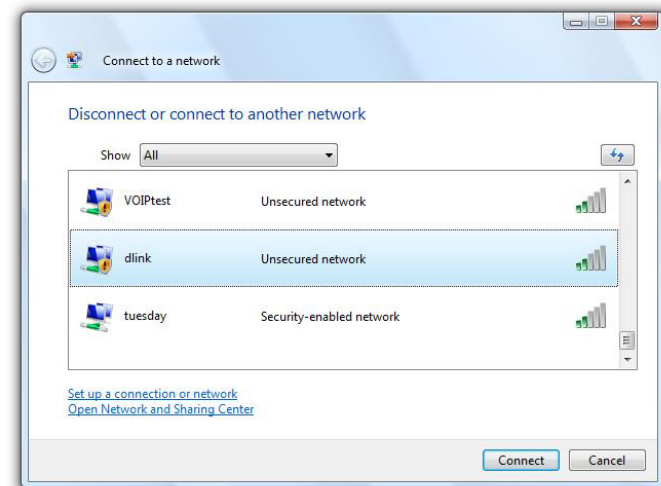 Connect to a network
Disconnect or connect to another network
Show All
VOIPtest Unsecured network
dlink Unsecured network
tuesday Security-enabled network
Set up a connection or network
Open Network and Sharing Center
Connect Cancel